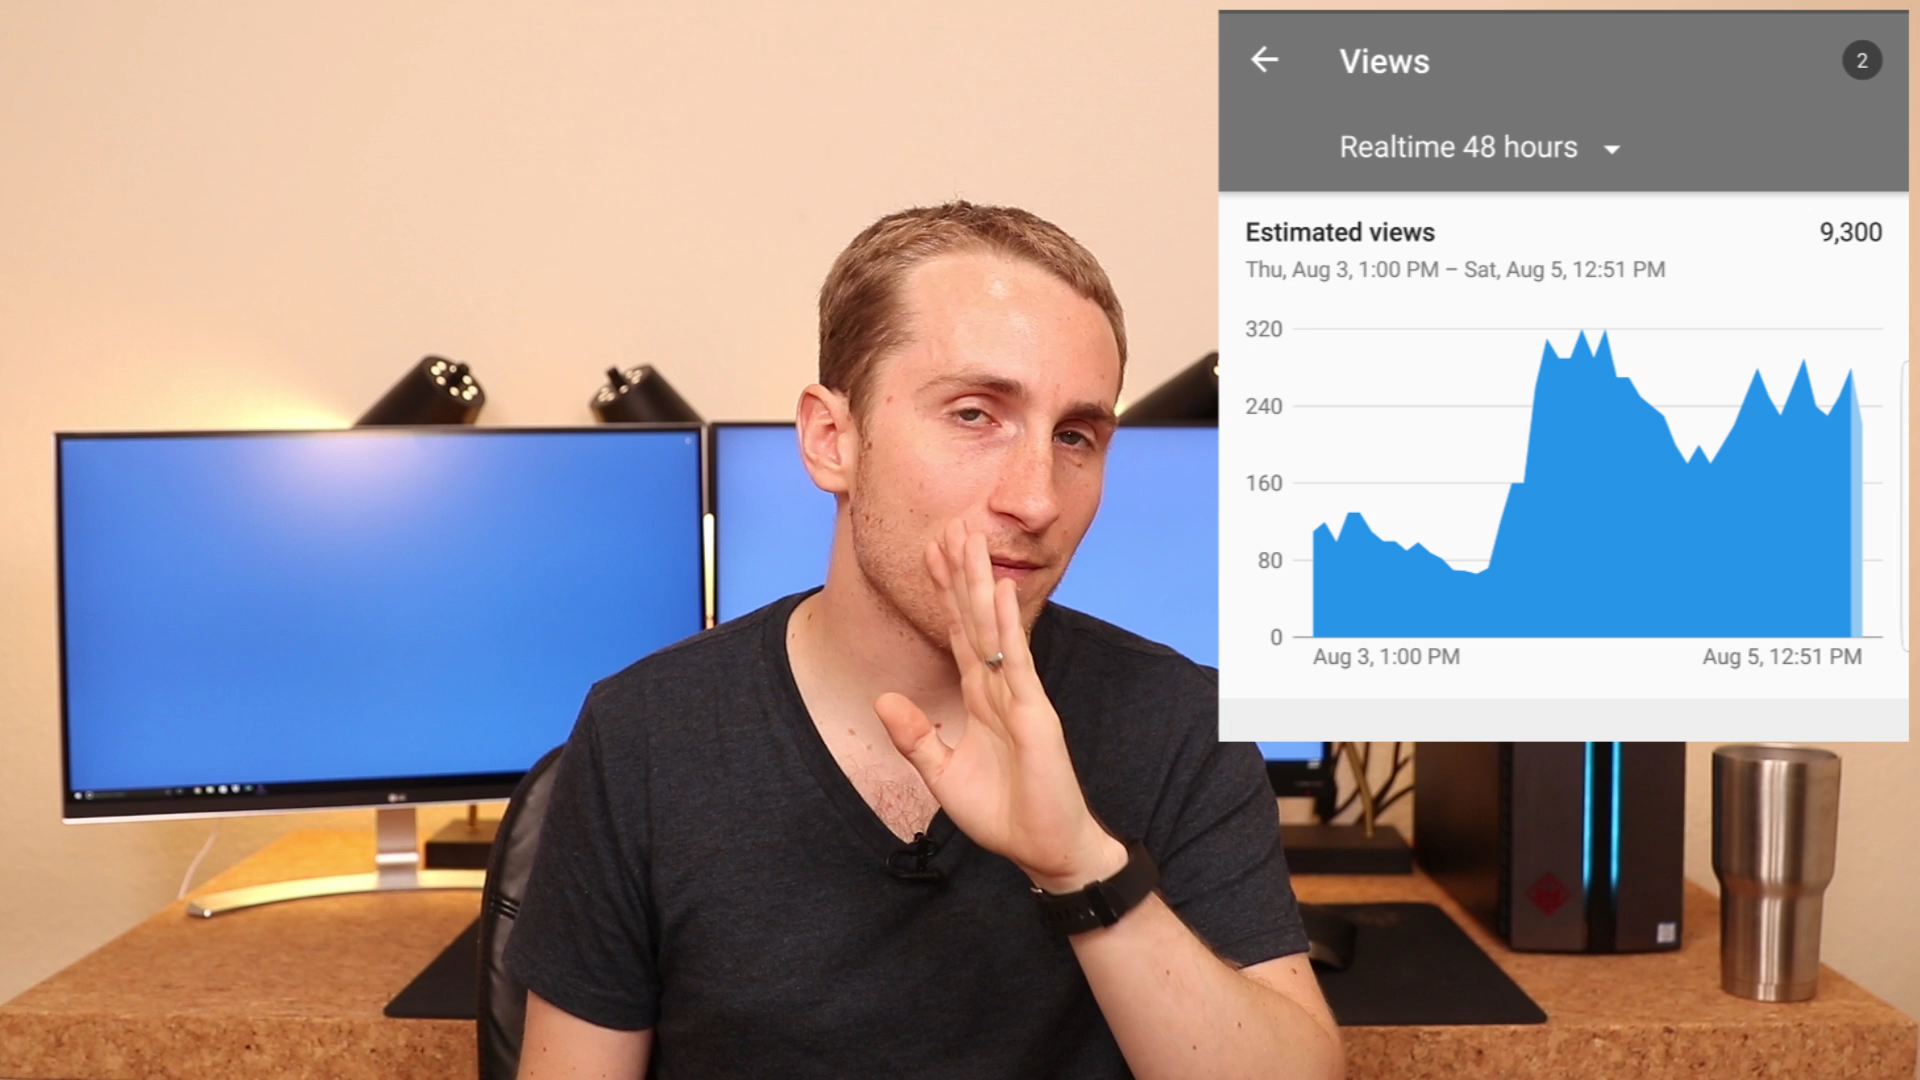 Views
2
Realtime 48 hours
Estimated views
9,300
Thu, Aug 3, 1:00 PM – Sat, Aug 5, 12:51 PM
320
240
160
80
0
Aug 3, 1:00 PM
Aug 5, 12:51 PM
LG